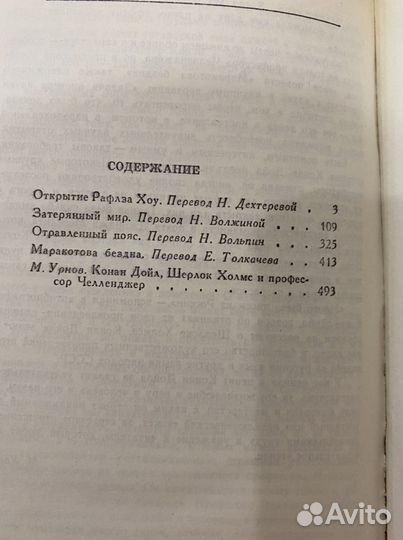 СОДЕРЖАНИЕ
Открытие Рафлза Хоу. Перевод Н. Дехтеревой . 3
Затерянный мир. Перевод Н. Волжиной . . . 109
Отравленный пояс. Перевод Н. Вольпин . . . 325
Маракотова бездна. Перевод Е. Толкачева . . 413
М. Урнов. Конан Дойл, Шерлок Холмс и профес-
сор Челленджер . . . . . . . . . . 493
Avito